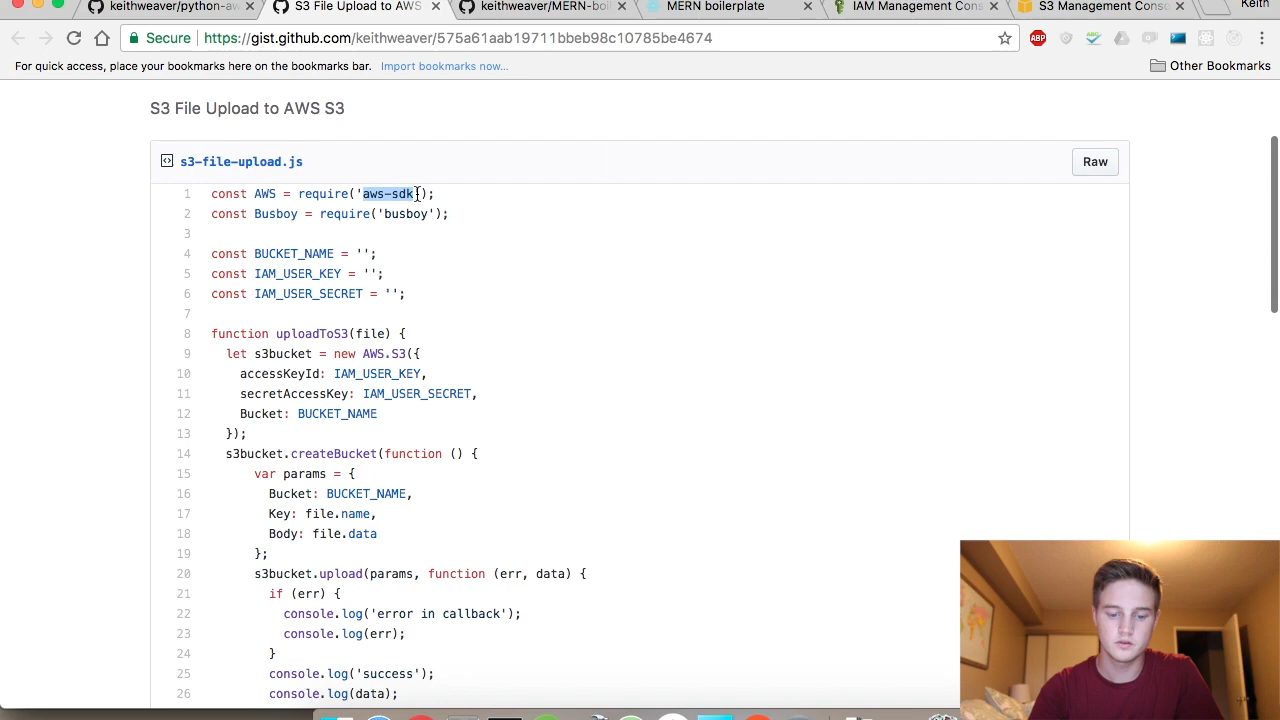 keithweaver/python-aw
S3 File Upload to AWS
keithweaver/MERN-boil
MERN boilerplate
IAM Management Con
S3 Management Conso
Keith
Secure
https://gist.github.com/keithweaver/575a61aab19711bbeb98c10785be4674
ABP
For quick access, place your bookmarks here on the bookmarks bar. Import bookmarks now...
Other Bookmarks
S3 File Upload to AWS S3
s3-file-upload.js
Raw
1 const AWS = require('aws-sdk');
2 const Busboy = require('busboy');
3
4 const BUCKET_NAME = '';
5 const IAM_USER_KEY = '';
6 const IAM_USER_SECRET = '';
7
8 function uploadToS3(file) {
9 let s3bucket = new AWS.S3({
10 accessKeyId: IAM_USER_KEY,
11 secretAccessKey: IAM_USER_SECRET,
12 Bucket: BUCKET_NAME
13 });
14 s3bucket.createBucket(function () {
15 var params = {
16 Bucket: BUCKET_NAME,
17 Key: file.name,
18 Body: file.data
19 };
20 s3bucket.upload(params, function (err, data) {
21 if (err) {
22 console.log('error in callback');
23 console.log(err);
24 }
25 console.log('success');
26 console.log(data);